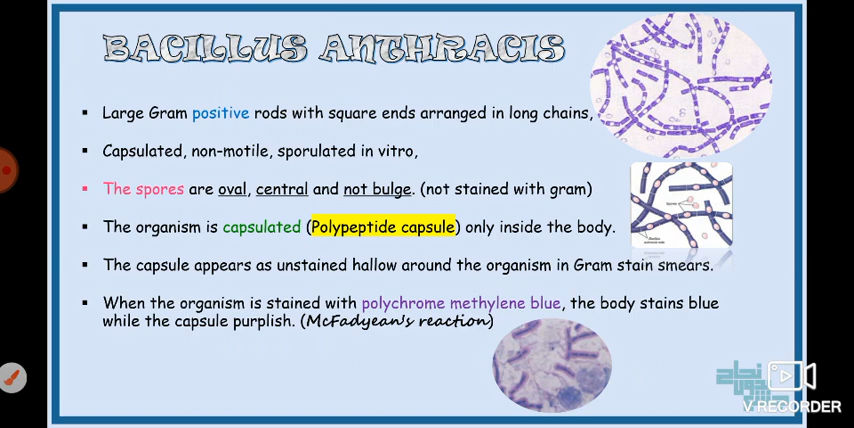 BACILLUS ANTHRACIS
▪ Large Gram positive rods with square ends arranged in long chains,
▪ Capsulated, non-motile, sporulated in vitro,
▪ The spores are oval, central and not bulge. (not stained with gram)
▪ The organism is capsulated (Polypeptide capsule) only inside the body.
▪ The capsule appears as unstained hallow around the organism in Gram stain smears.
▪ When the organism is stained with polychrome methylene blue, the body stains blue
while the capsule purplish. (McFadyean's reaction)
Spores
V·RECORDER